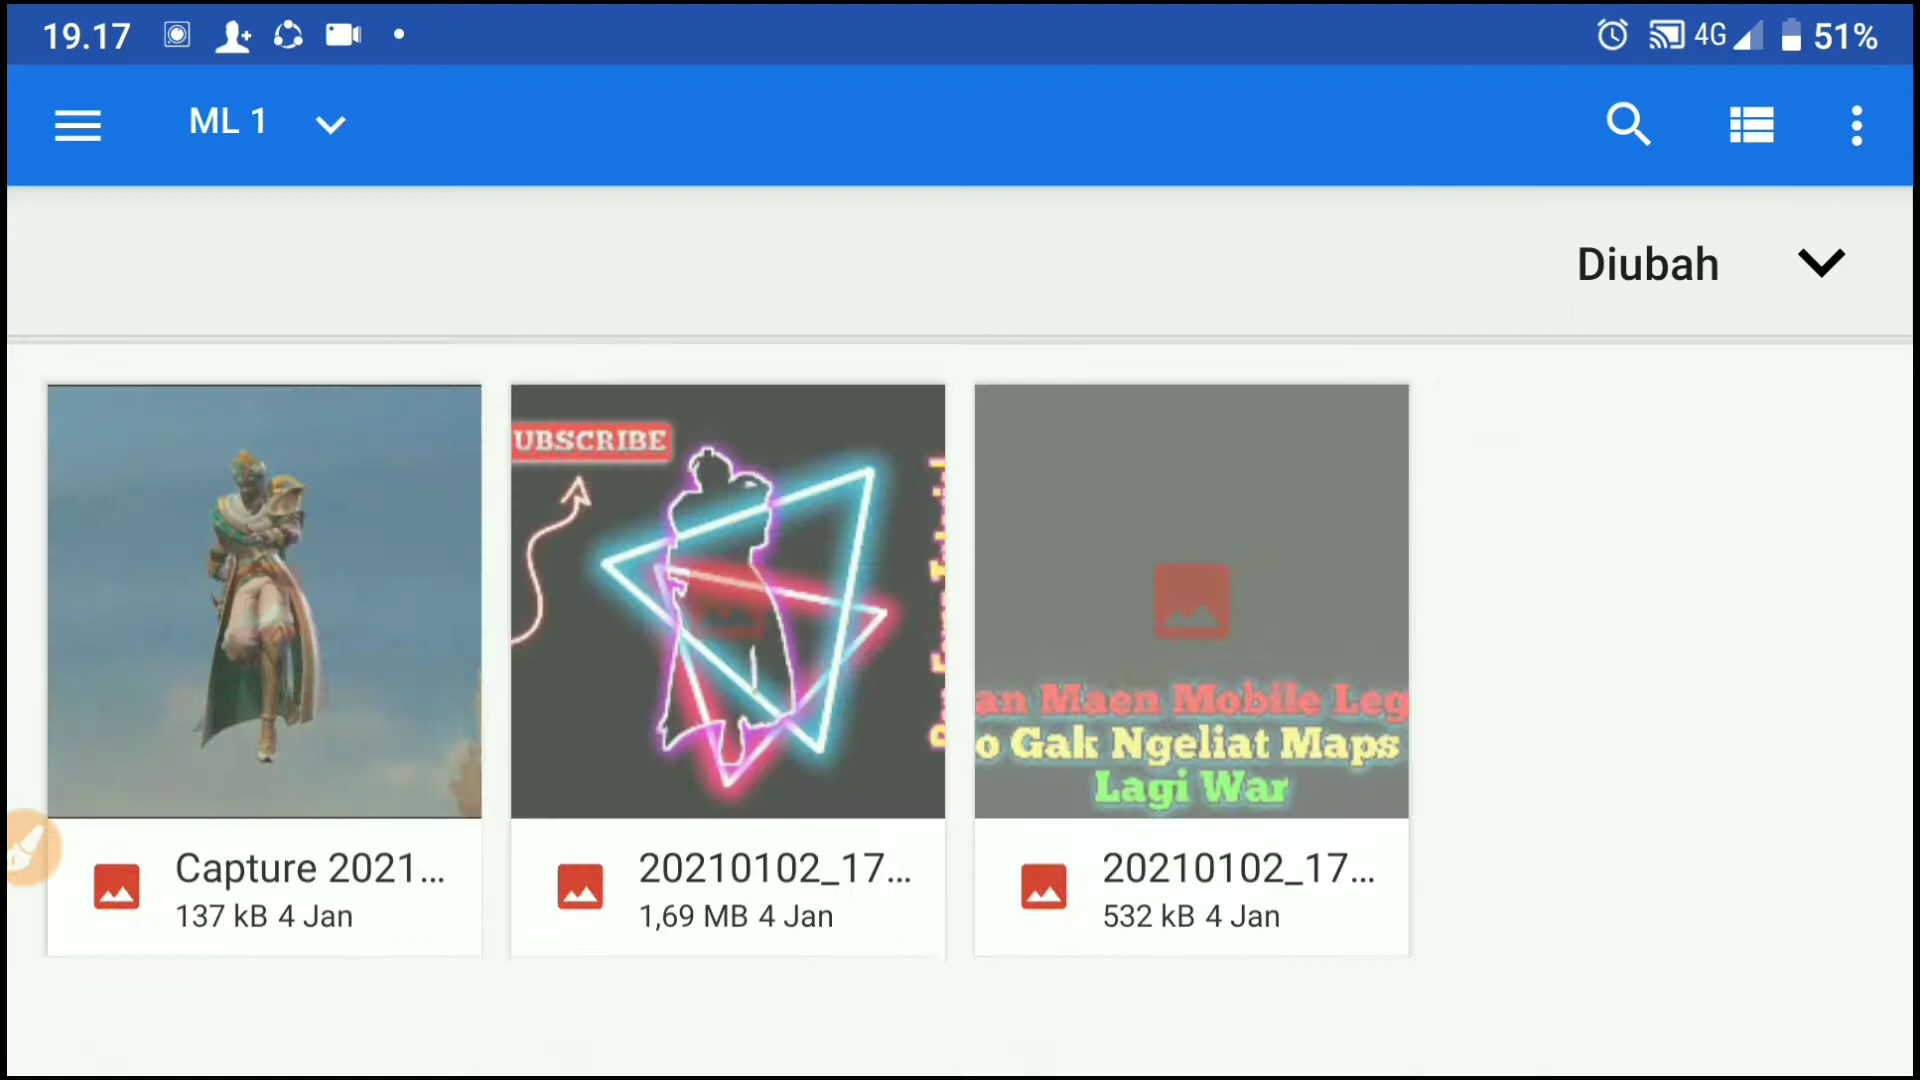 19.17
4G
51%
ML 1
Diubah
UBSCRIBE
an Maen Mobile Leg
o Gak Ngeliat Maps
Lagi War
Capture 2021...
137 kB 4 Jan
20210102_17...
1,69 MB 4 Jan
20210102_17...
532 kB 4 Jan